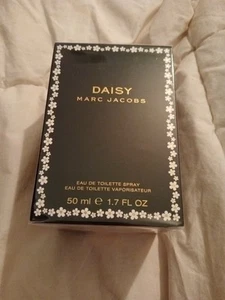 DAISY
MARC JACOBS
EAU DE TOILETTE SPRAY
EAU DE TOILETTE VAPORISATEUR
50 ml ℮ 1.7 FL OZ